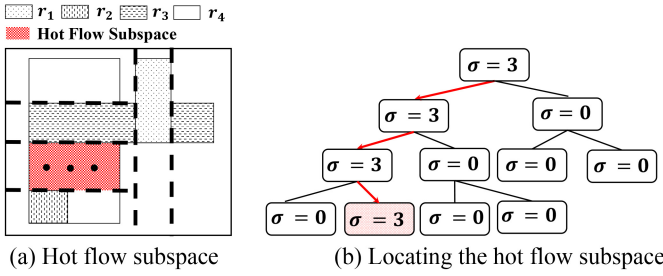 r₁ r₂ r₃ r₄
Hot Flow Subspace
σ = 3
σ = 3 σ = 0
σ = 3 σ = 0 σ = 0 σ = 0
σ = 0 σ = 3 σ = 0 σ = 0
(a) Hot flow subspace (b) Locating the hot flow subspace